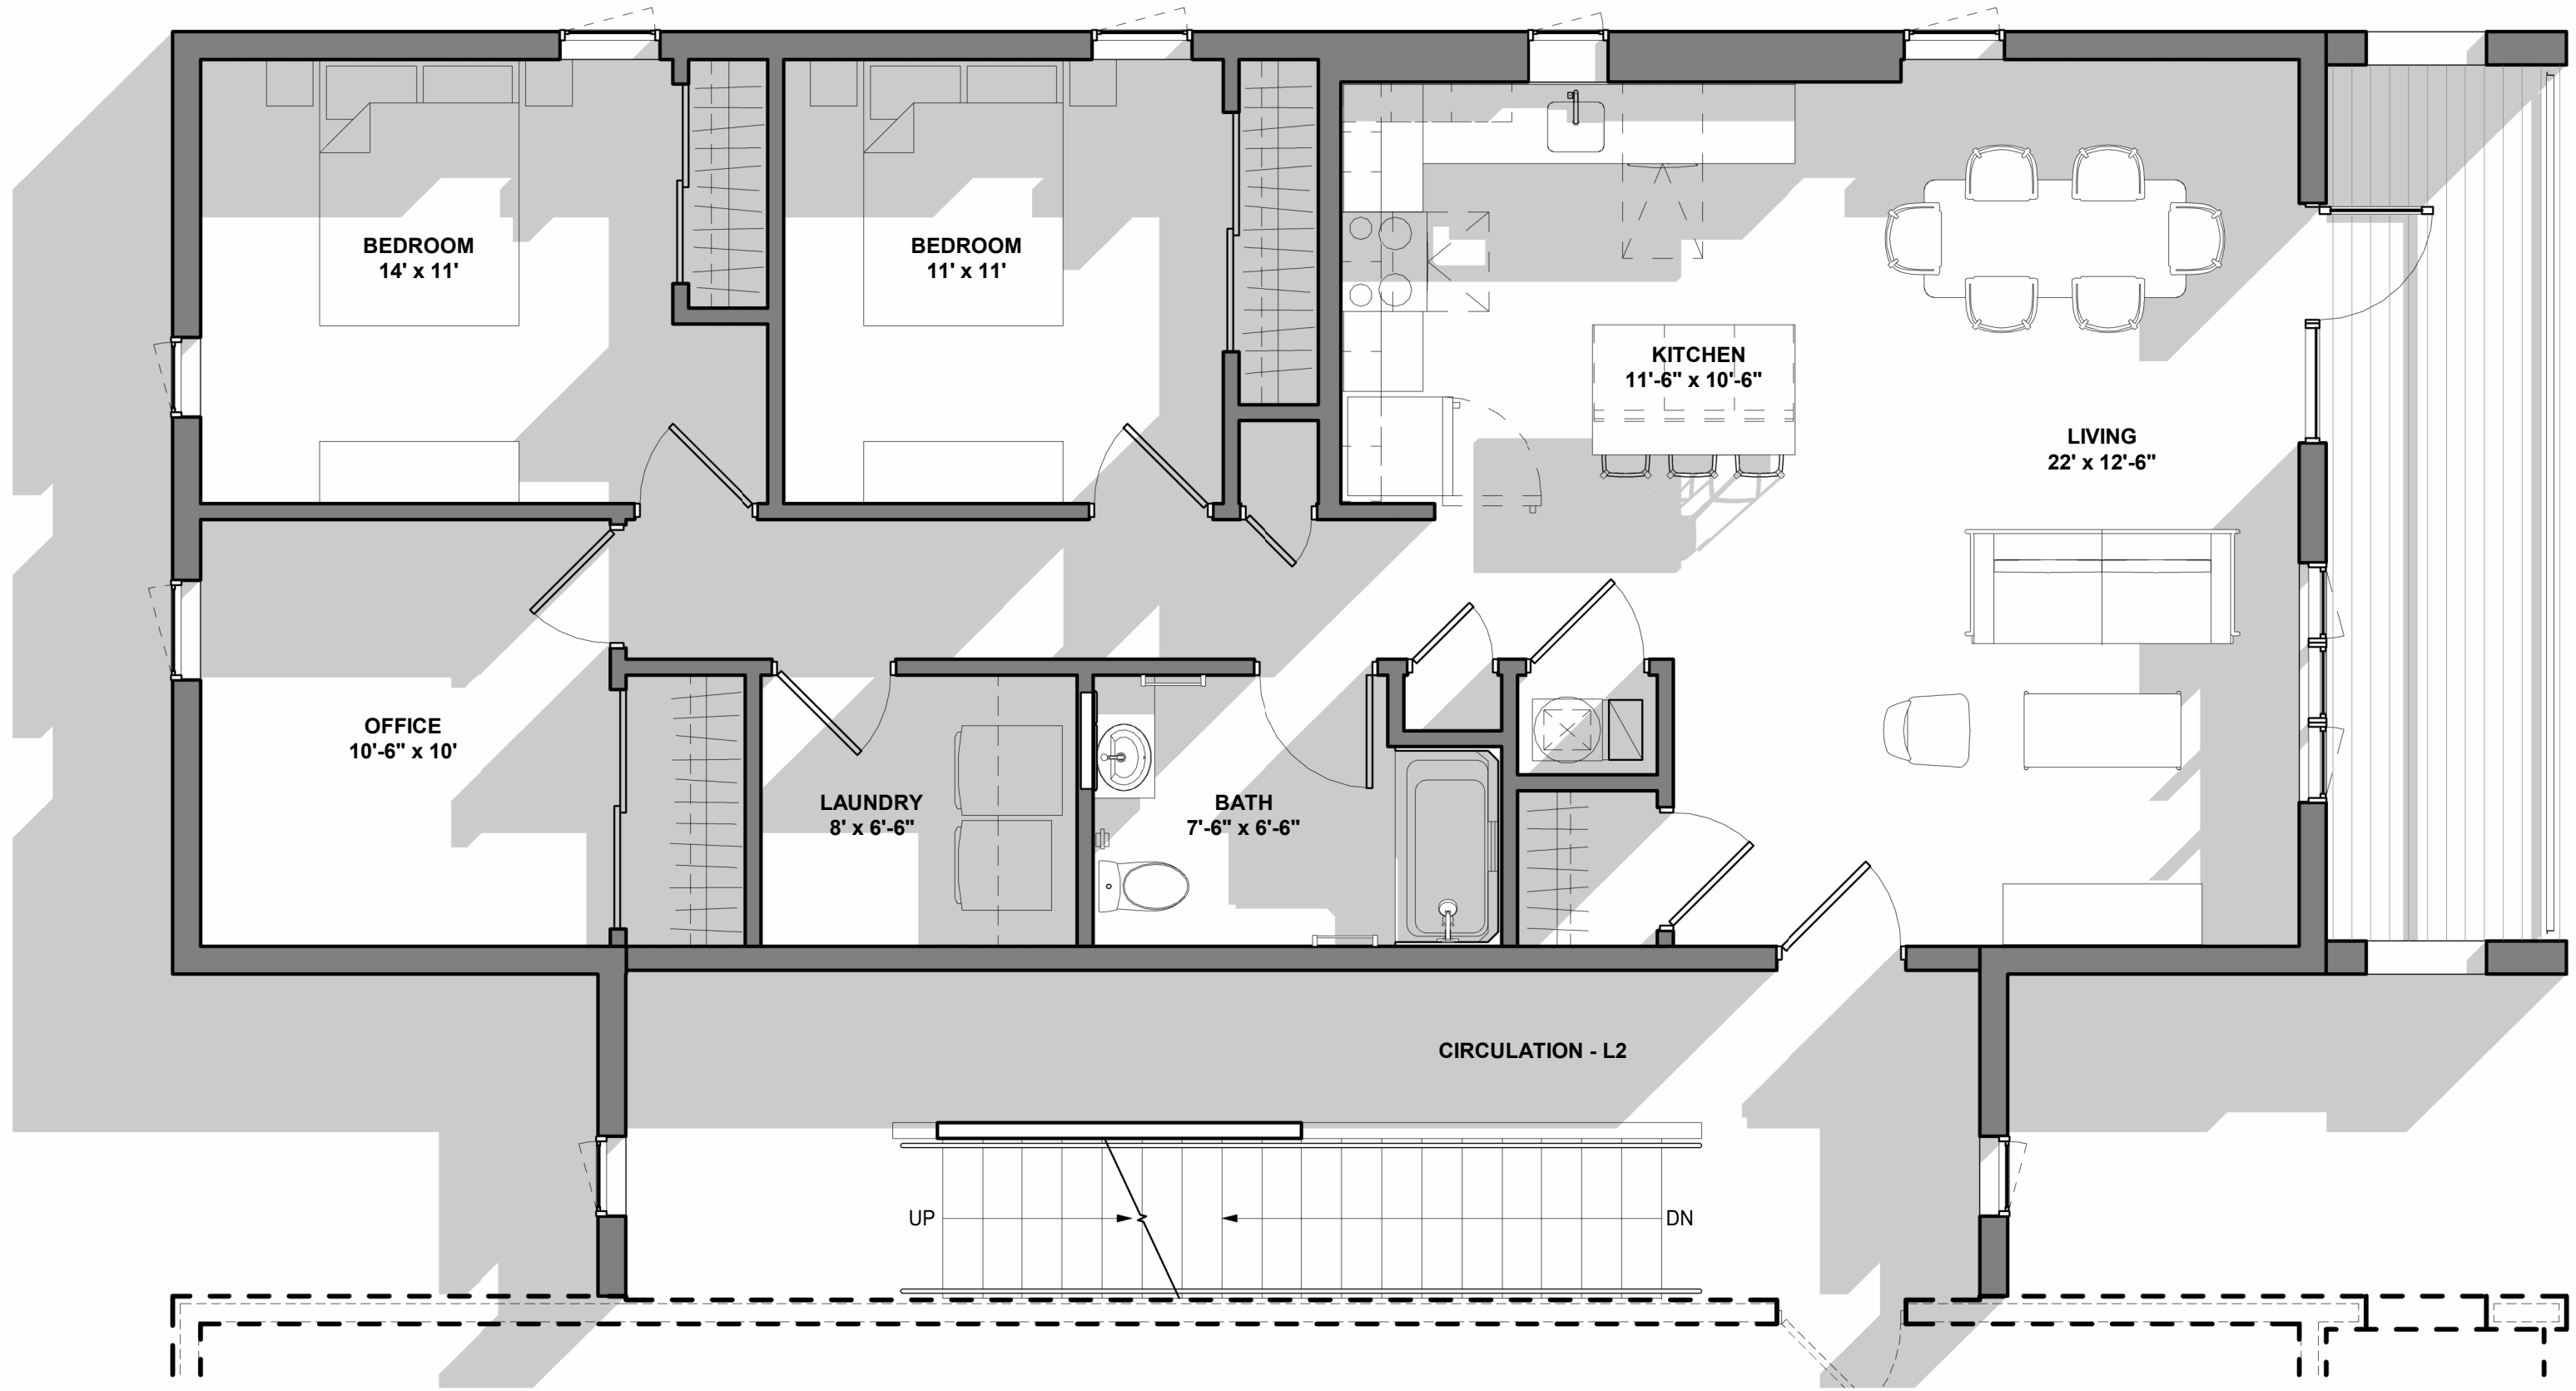 BEDROOM
14' x 11'
BEDROOM
11' x 11'
KITCHEN
11'-6" x 10'-6"
LIVING
22' x 12'-6"
OFFICE
10'-6" x 10'
LAUNDRY
8' x 6'-6"
BATH
7'-6" x 6'-6"
CIRCULATION - L2
UP
DN